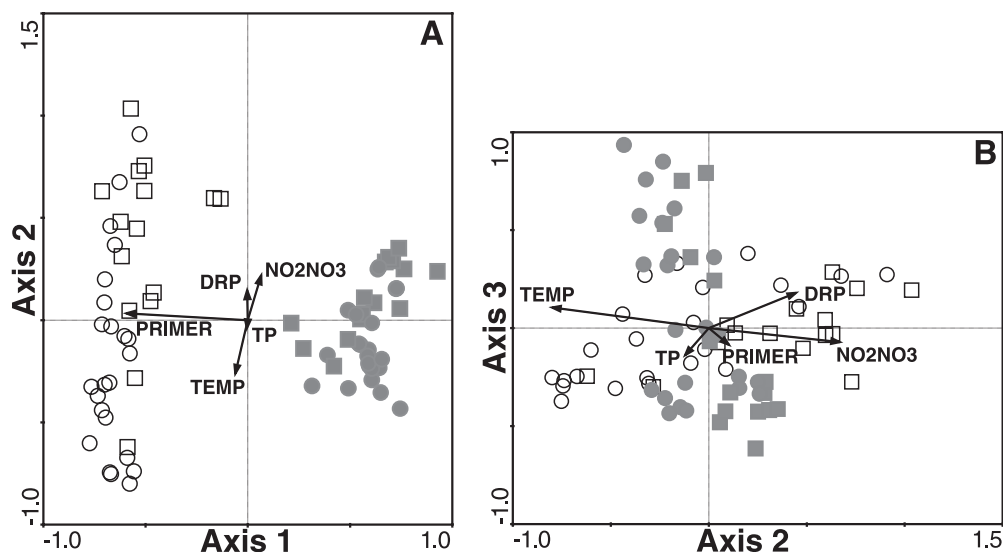 A
1.5
Axis 2
-1.0
DRP
NO2NO3
PRIMER
TP
TEMP
-1.0
Axis 1
1.0
B
1.0
Axis 3
-1.0
TEMP
DRP
TP
PRIMER
NO2NO3
-1.0
Axis 2
1.5